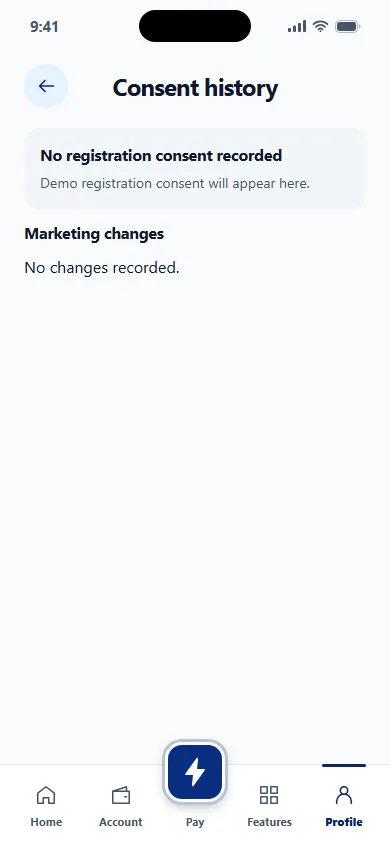 9:41
Consent history
No registration consent recorded
Demo registration consent will appear here.
Marketing changes
No changes recorded.
Home
Account
Pay
Features
Profile